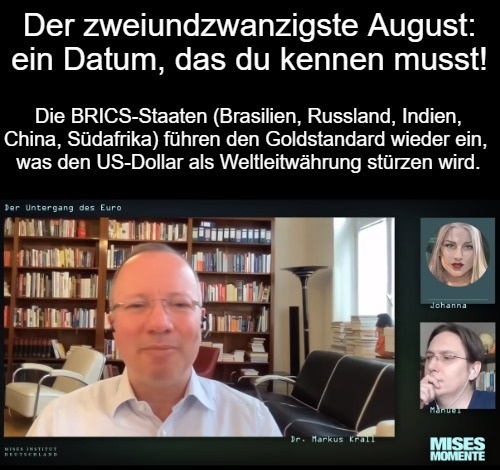 Der zweiundzwanzigste August:
ein Datum, das du kennen musst!
Die BRICS-Staaten (Brasilien, Russland, Indien,
China, Südafrika) führen den Goldstandard wieder ein,
was den US-Dollar als Weltleitwährung stürzen wird.
Der Untergang des Euro
Johanna
Manuel
Dr. Markus Krall
MISES INSTITUT
DEUTSCHLAND
MISES
MOMENTE